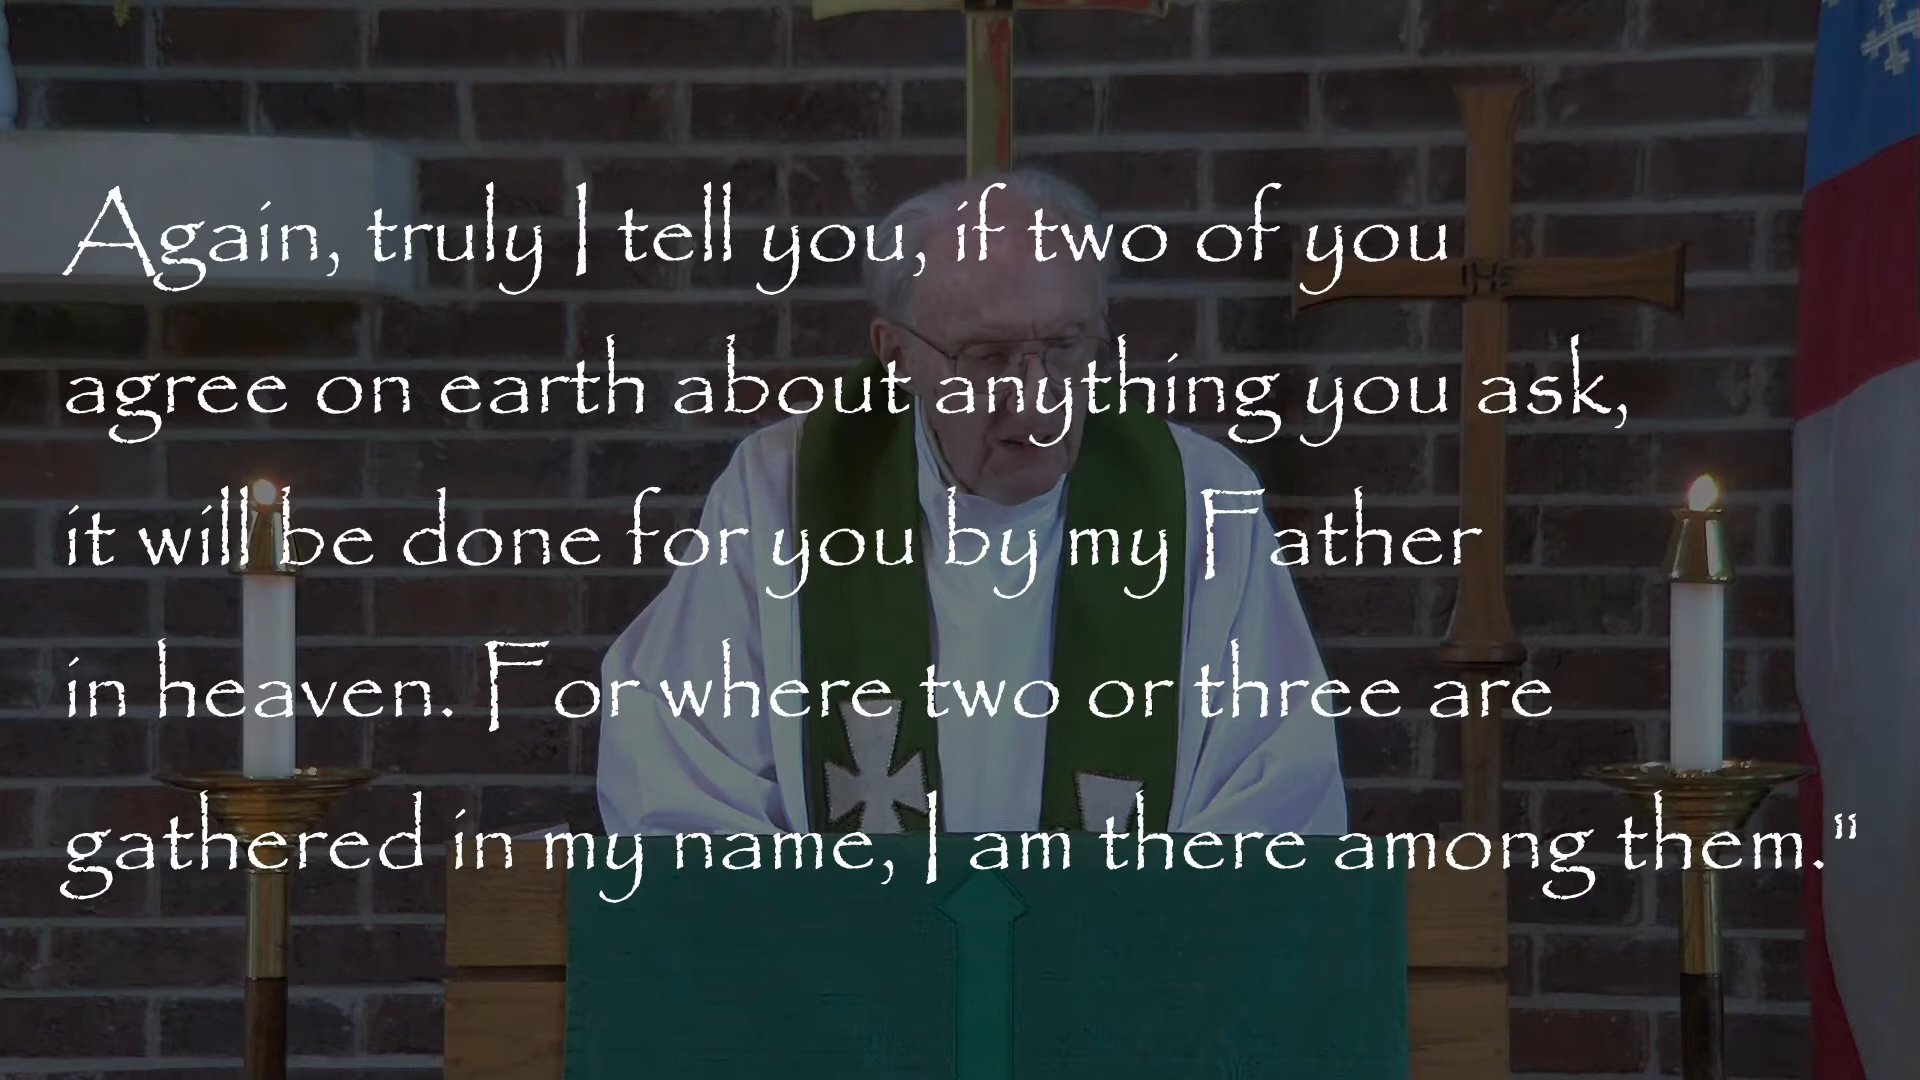 Again, truly I tell you, if two of you
agree on earth about anything you ask,
it will be done for you by my Father
in heaven. For where two or three are
gathered in my name, I am there among them."
IHS